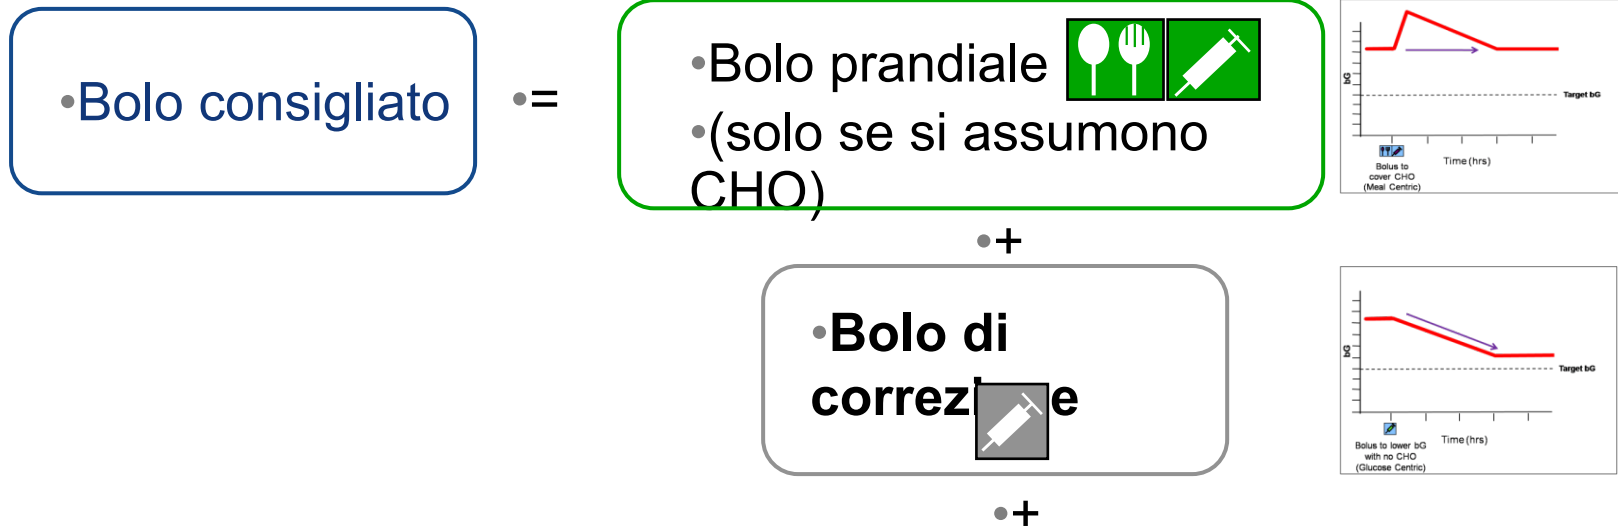 •Bolo consigliato
•=
•Bolo prandiale
•(solo se si assumono
CHO)
bG
Target bG
Time (hrs)
Bolus to
cover CHO
(Meal Centric)
•+
•Bolo di
correz e
bG
Target bG
Time (hrs)
Bolus to lower bG
with no CHO
(Glucose Centric)
•+